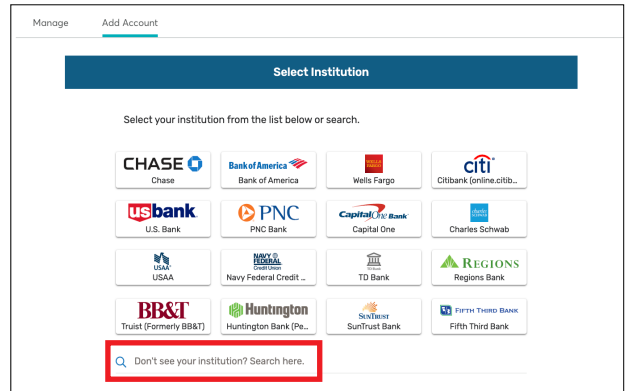 Manage Add Account
Select Institution
Select your institution from the list below or search.
CHASE Bank of America WELLS FARGO citi
Chase Bank of America Wells Fargo Citibank (online.citib...
usbank PNC Capital One Bank charles SCHWAB
U.S. Bank PNC Bank Capital One Charles Schwab
USAA NAVY FEDERAL Credit Union TD Bank REGIONS
USAA Navy Federal Credit ... TD Bank Regions Bank
BB&T Huntington SUNTRUST FIFTH THIRD BANK
Truist (Formerly BB&T) Huntington Bank (Pe... SunTrust Bank Fifth Third Bank
Don't see your institution? Search here.